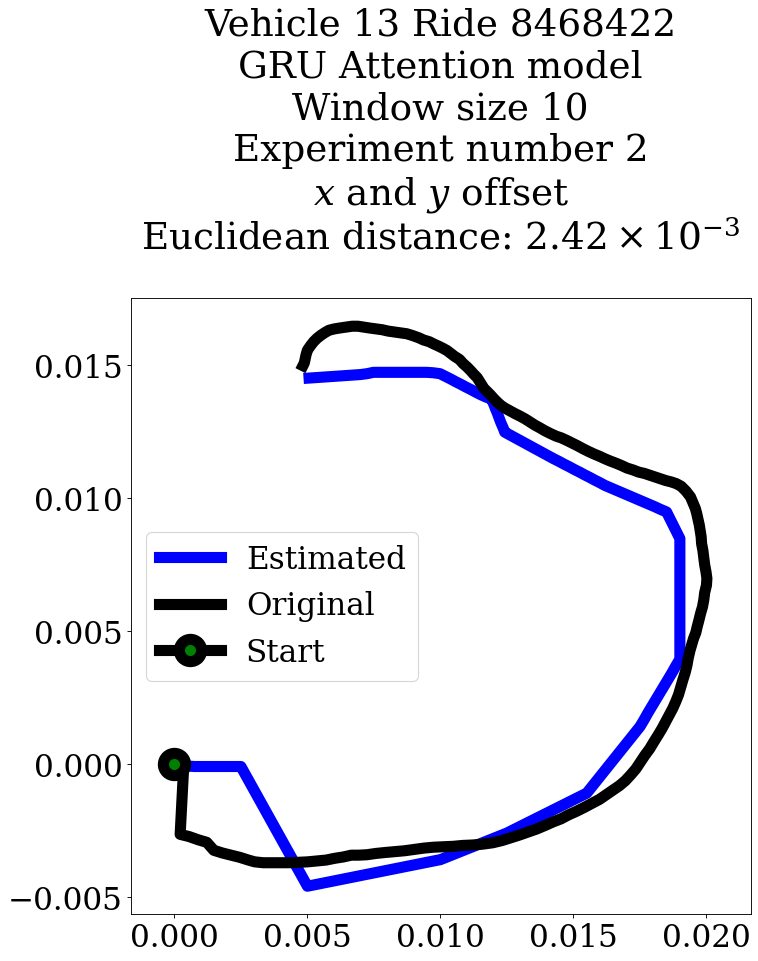 Vehicle 13 Ride 8468422
GRU Attention model
Window size 10
Experiment number 2
x and y offset
Euclidean distance: 2.42 × 10⁻³
0.015
0.010
0.005
0.000
−0.005
Estimated
Original
Start
0.000 0.005 0.010 0.015 0.020